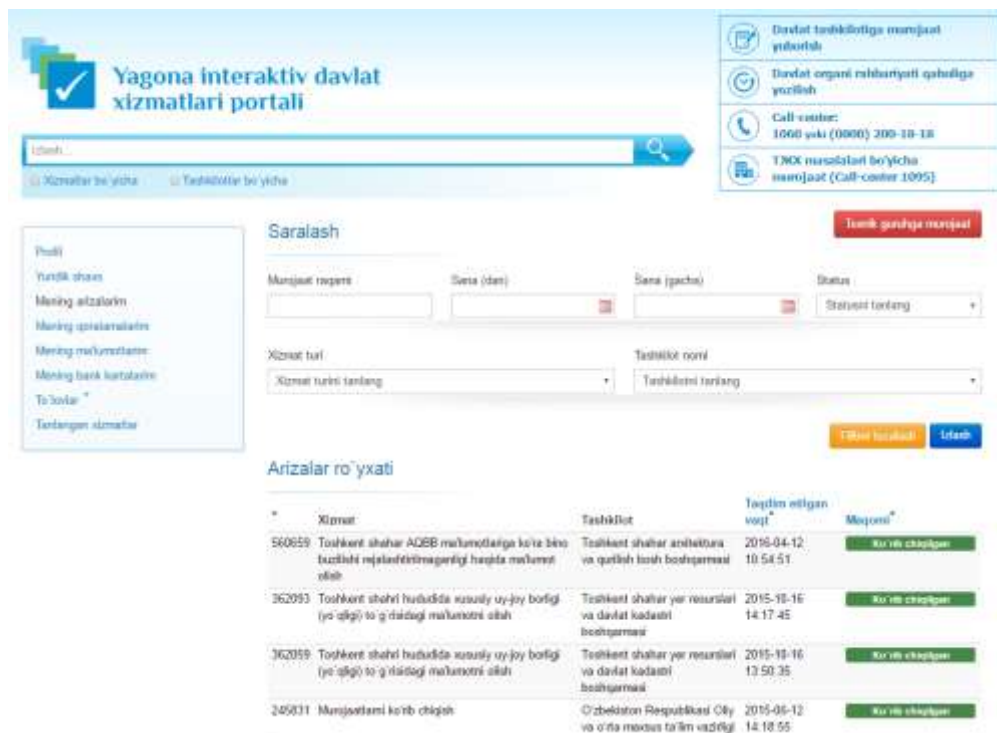 Yagona interaktiv davlat
xizmatlari portali
Davlat tashkilotiga murojaat
yuborish
Davlat organi rahbariyati qabuliga
yozilish
Call-center:
TJKX masalalari bo'yicha
murojaat (Call-center 1095)
Izlash...
Xizmatlar bo'yicha
Tashkilotlar bo'yicha
Profil
Yuridik shaxs
Mening arizalarim
Mening qoralamalarim
Mening ma'lumotlarim
Mening bank kartalarim
To'lovlar
Tanlangan xizmatlar
Saralash
Texnik guruhga murojaat
Murojaat raqami
Sana (dan)
Sana (gacha)
Status
Statusni tanlang
Xizmat turi
Tashkilot nomi
Xizmat turini tanlang
Tashkilotni tanlang
Izlash
Arizalar ro`yxati
Xizmat
Tashkilot
Taqdim etilgan
vaqt
Maqomi
560659 Toshkent shahar AQBB ma'lumotlariga ko'ra bino
buzilishi rejalashtirilmaganligi haqida ma'lumot
olish
Toshkent shahar arxitektura
va qurilish bosh boshqarmasi
2016-04-12
10:54:51
Ko`rib chiqilgan
362093 Toshkent shahri hududida xususiy uy-joy borligi
(yo`qligi) to`g`risidagi ma'lumotni olish
Toshkent shahar yer resurslari
va davlat kadastri
boshqarmasi
2015-10-16
14:17:45
Ko`rib chiqilgan
362059 Toshkent shahri hududida xususiy uy-joy borligi
(yo`qligi) to`g`risidagi ma'lumotni olish
Toshkent shahar yer resurslari
va davlat kadastri
boshqarmasi
2015-10-16
13:50:35
Ko`rib chiqilgan
245831 Murojaatlarni ko'rib chiqish
O'zbekiston Respublikasi Oliy
va o'rta maxsus ta'lim vazirligi
2015-06-12
14:18:55
Ko`rib chiqilgan